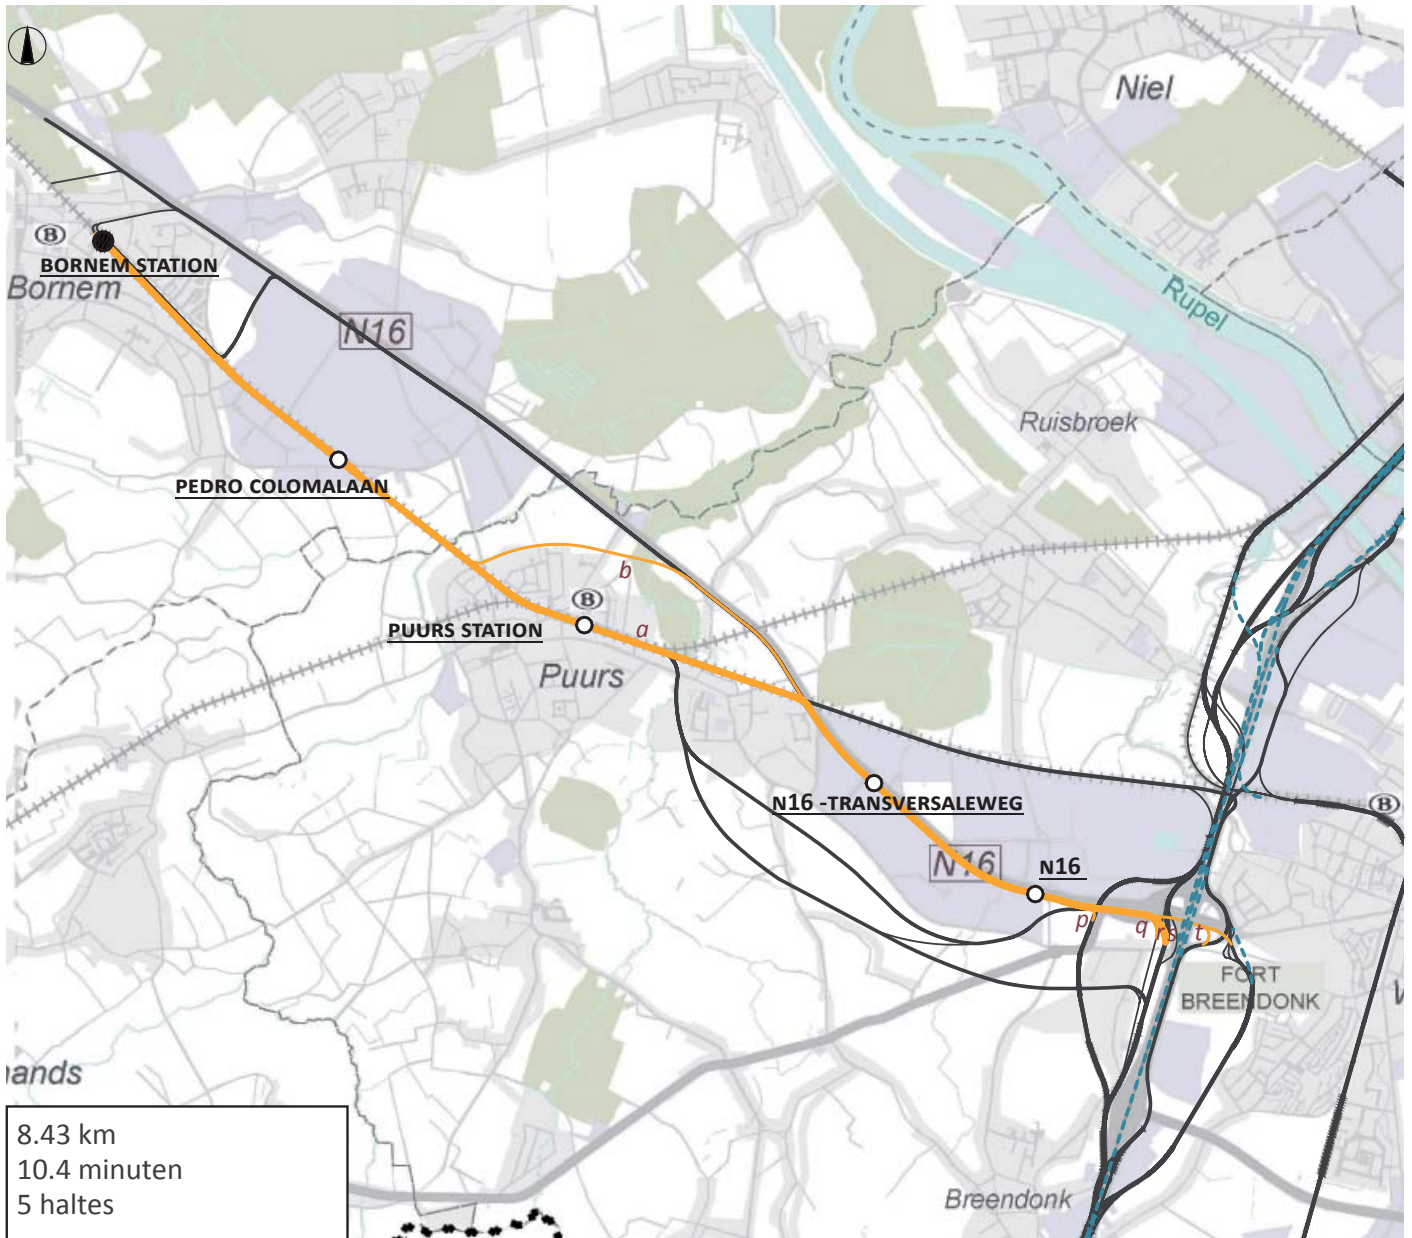 Niel
B
BORNEM STATION
Bornem
N16
Rupel
Ruisbroek
PEDRO COLOMALAAN
b
B
PUURS STATION
a
Puurs
N16 -TRANSVERSALEWEG
B
N16
N16
p
q
r
s
t
FORT
BREENDONK
ands
8.43 km
10.4 minuten
5 haltes
Breendonk